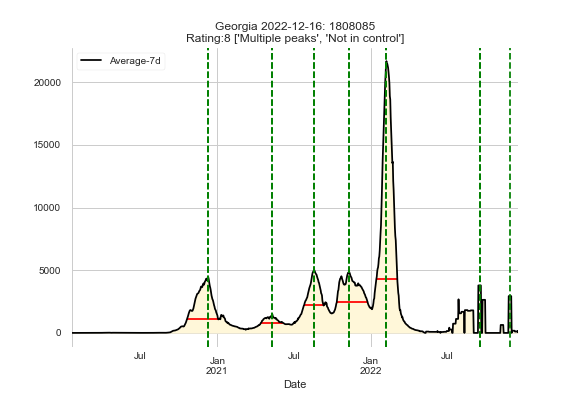 Georgia 2022-12-16: 1808085
Rating:8 ['Multiple peaks', 'Not in control']
Average-7d
20000
15000
10000
5000
0
Jul
Jan
2021
Jul
Jan
2022
Jul
Date